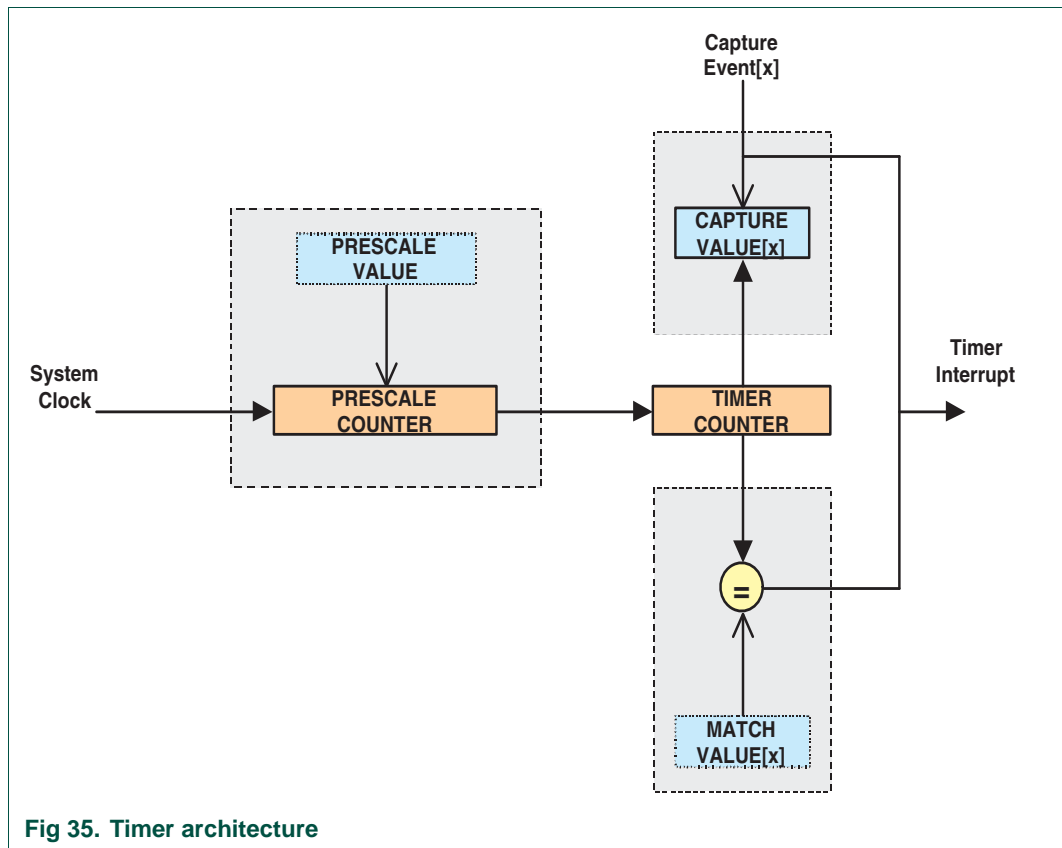 Capture
Event[x]
PRESCALE
VALUE
CAPTURE
VALUE[x]
System
Clock
PRESCALE
COUNTER
TIMER
COUNTER
Timer
Interrupt
=
MATCH
VALUE[x]
Fig 35. Timer architecture